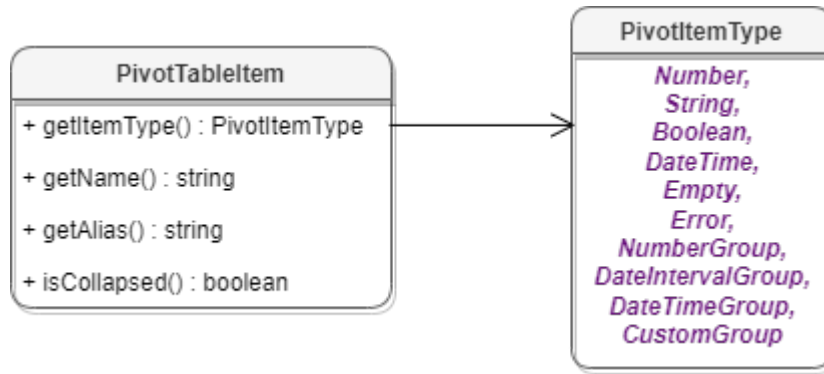 PivotTableItem
+ getItemType() : PivotItemType
+ getName() : string
+ getAlias() : string
+ isCollapsed() : boolean
PivotItemType
Number,
String,
Boolean,
DateTime,
Empty,
Error,
NumberGroup,
DateIntervalGroup,
DateTimeGroup,
CustomGroup